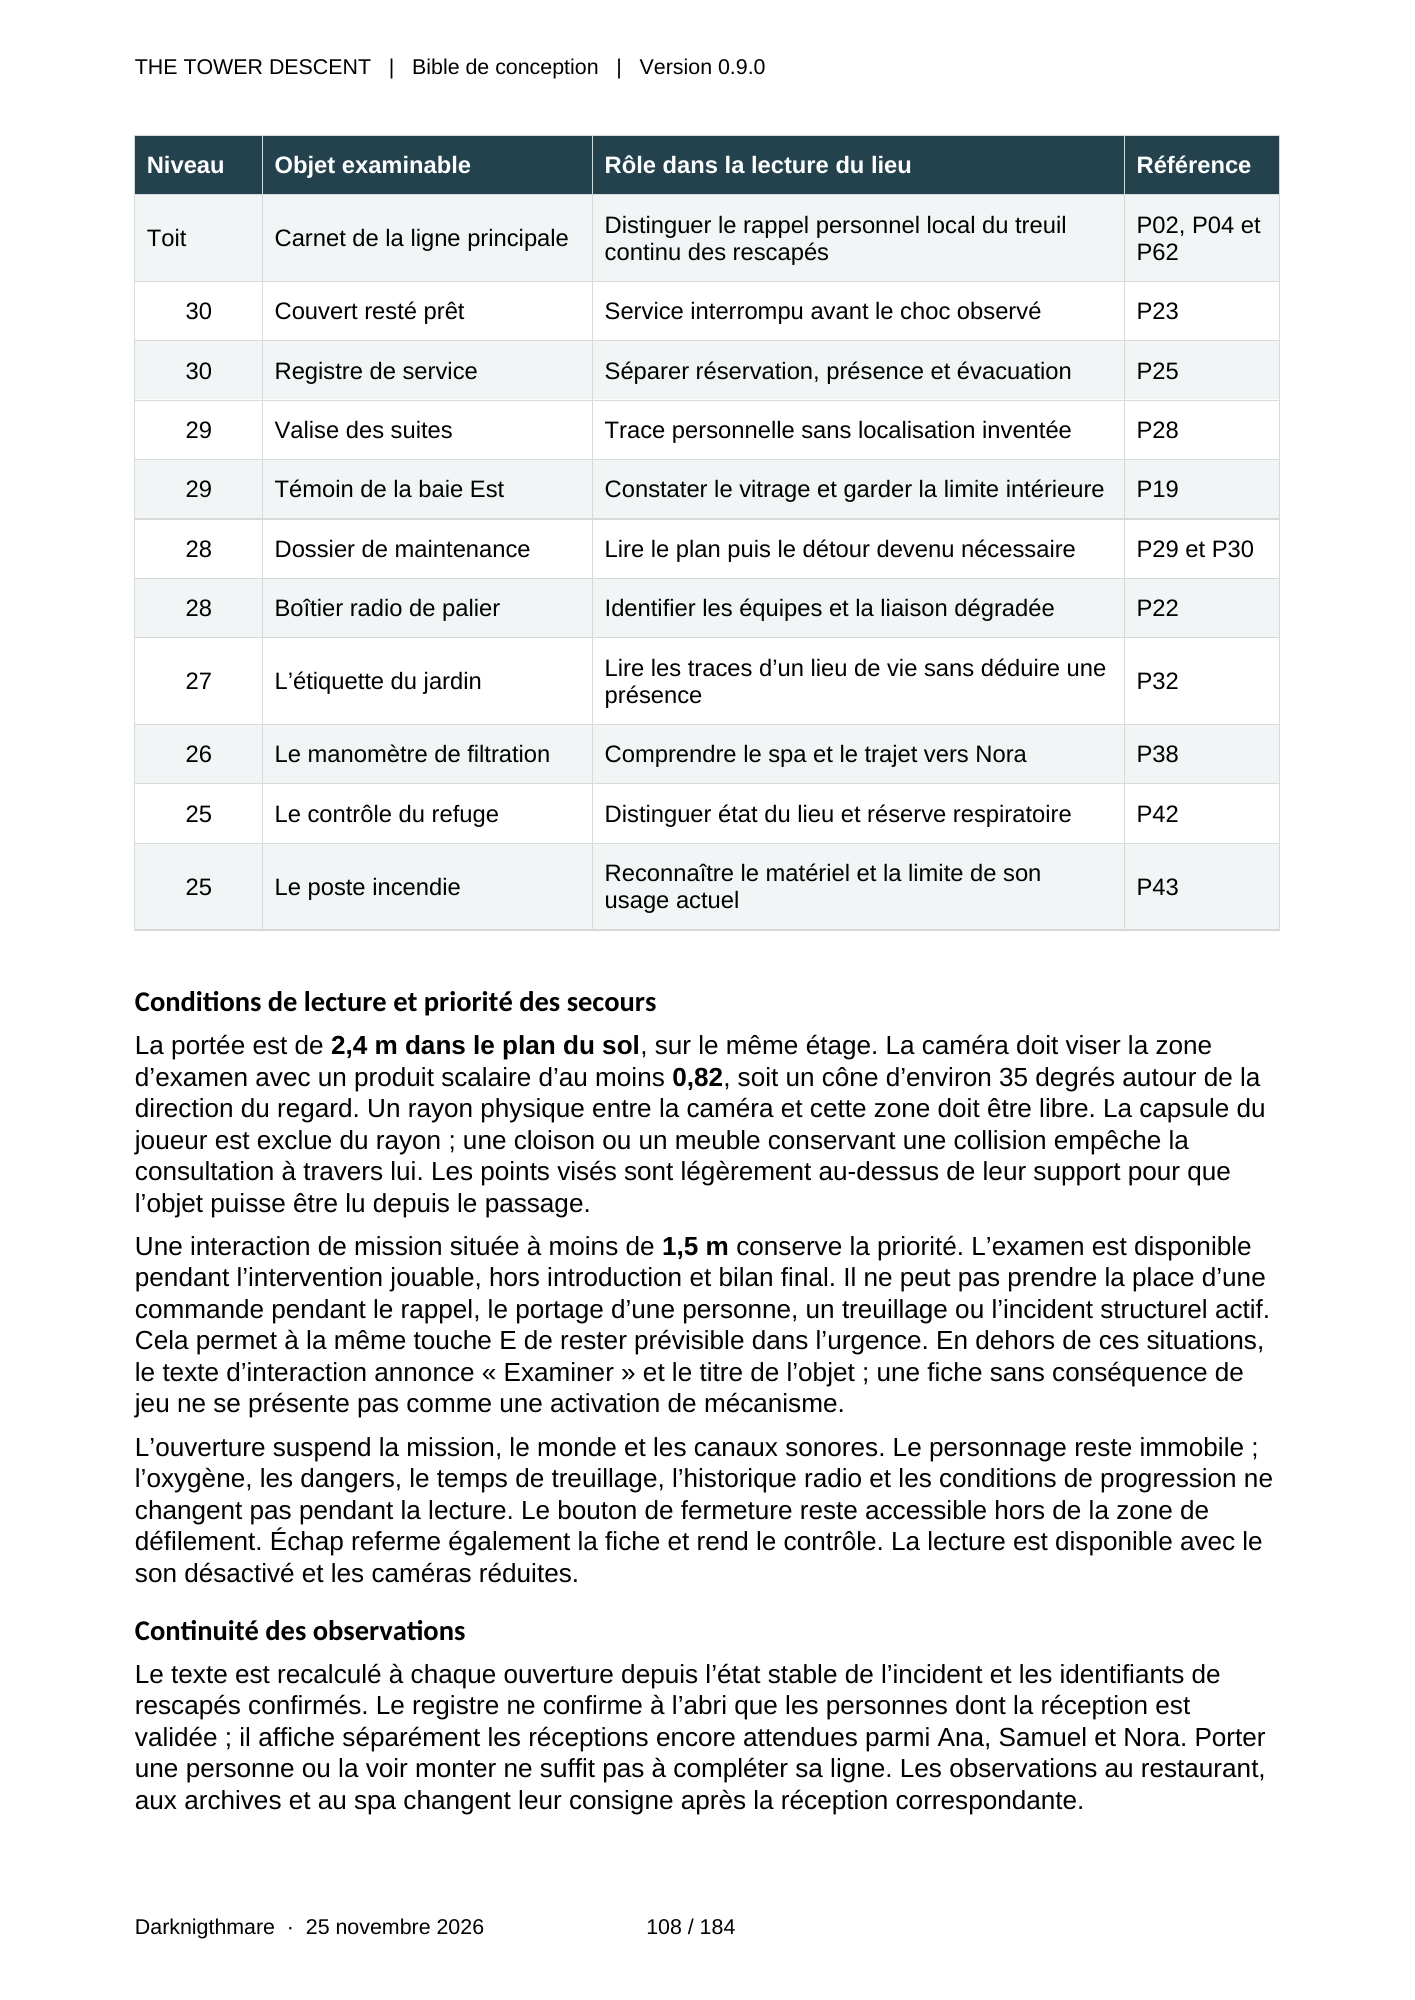 THE TOWER DESCENT | Bible de conception | Version 0.9.0
Niveau Objet examinable Rôle dans la lecture du lieu Référence
Toit Carnet de la ligne principale Distinguer le rappel personnel local du treuil continu des rescapés P02, P04 et P62
30 Couvert resté prêt Service interrompu avant le choc observé P23
30 Registre de service Séparer réservation, présence et évacuation P25
29 Valise des suites Trace personnelle sans localisation inventée P28
29 Témoin de la baie Est Constater le vitrage et garder la limite intérieure P19
28 Dossier de maintenance Lire le plan puis le détour devenu nécessaire P29 et P30
28 Boîtier radio de palier Identifier les équipes et la liaison dégradée P22
27 L’étiquette du jardin Lire les traces d’un lieu de vie sans déduire une présence P32
26 Le manomètre de filtration Comprendre le spa et le trajet vers Nora P38
25 Le contrôle du refuge Distinguer état du lieu et réserve respiratoire P42
25 Le poste incendie Reconnaître le matériel et la limite de son usage actuel P43
Conditions de lecture et priorité des secours
La portée est de 2,4 m dans le plan du sol, sur le même étage. La caméra doit viser la zone
d’examen avec un produit scalaire d’au moins 0,82, soit un cône d’environ 35 degrés autour de la
direction du regard. Un rayon physique entre la caméra et cette zone doit être libre. La capsule du
joueur est exclue du rayon ; une cloison ou un meuble conservant une collision empêche la
consultation à travers lui. Les points visés sont légèrement au-dessus de leur support pour que
l’objet puisse être lu depuis le passage.
Une interaction de mission située à moins de 1,5 m conserve la priorité. L’examen est disponible
pendant l’intervention jouable, hors introduction et bilan final. Il ne peut pas prendre la place d’une
commande pendant le rappel, le portage d’une personne, un treuillage ou l’incident structurel actif.
Cela permet à la même touche E de rester prévisible dans l’urgence. En dehors de ces situations,
le texte d’interaction annonce « Examiner » et le titre de l’objet ; une fiche sans conséquence de
jeu ne se présente pas comme une activation de mécanisme.
L’ouverture suspend la mission, le monde et les canaux sonores. Le personnage reste immobile ;
l’oxygène, les dangers, le temps de treuillage, l’historique radio et les conditions de progression ne
changent pas pendant la lecture. Le bouton de fermeture reste accessible hors de la zone de
défilement. Échap referme également la fiche et rend le contrôle. La lecture est disponible avec le
son désactivé et les caméras réduites.
Continuité des observations
Le texte est recalculé à chaque ouverture depuis l’état stable de l’incident et les identifiants de
rescapés confirmés. Le registre ne confirme à l’abri que les personnes dont la réception est
validée ; il affiche séparément les réceptions encore attendues parmi Ana, Samuel et Nora. Porter
une personne ou la voir monter ne suffit pas à compléter sa ligne. Les observations au restaurant,
aux archives et au spa changent leur consigne après la réception correspondante.
Darknigthmare · 25 novembre 2026 108 / 184